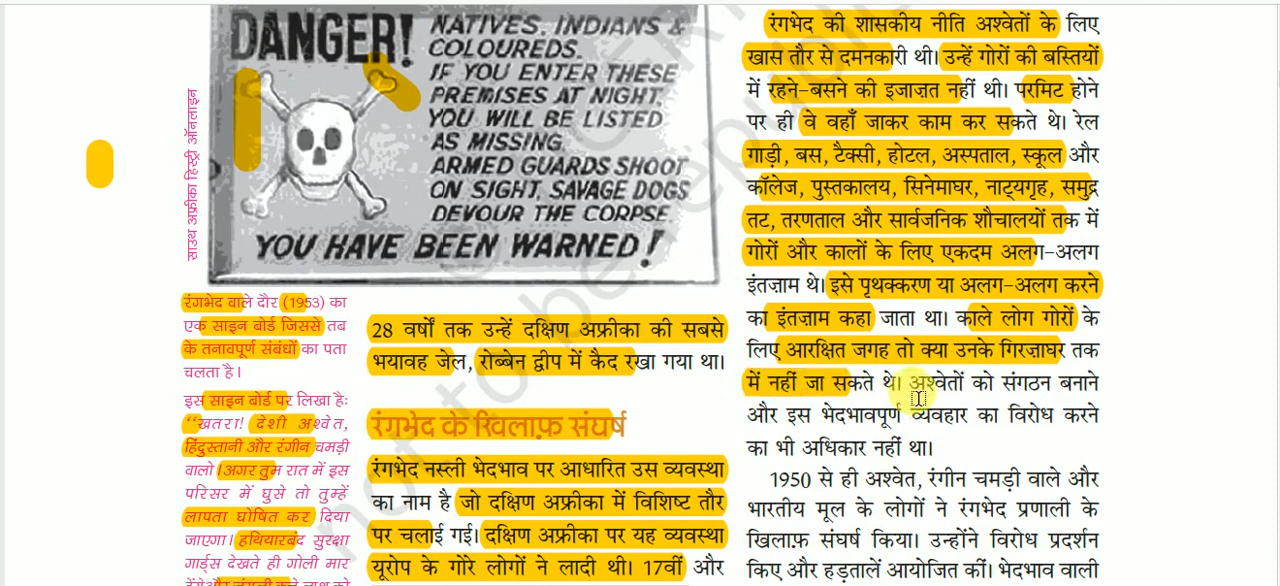 DANGER!
NATIVES, INDIANS &
COLOUREDS.
IF YOU ENTER THESE
PREMISES AT NIGHT,
YOU WILL BE LISTED
AS MISSING.
ARMED GUARDS SHOOT
ON SIGHT, SAVAGE DOGS
DEVOUR THE CORPSE.
YOU HAVE BEEN WARNED!
साउथ अफ्रीका हिस्ट्री ऑनलाइन
रंगभेद वाले दौर (1953) का
एक साइन बोर्ड जिससे तब
के तनावपूर्ण संबंधों का पता
चलता है।
इस साइन बोर्ड पर लिखा हैः
‘‘खतरा! देशी अश्वेत,
हिंदुस्तानी और रंगीन चमड़ी
वालो। अगर तुम रात में इस
परिसर में घुसे तो तुम्हें
लापता घोषित कर दिया
जाएगा। हथियारबंद सुरक्षा
गार्ड्स देखते ही गोली मार
28 वर्षों तक उन्हें दक्षिण अफ्रीका की सबसे
भयावह जेल, रोब्बेन द्वीप में कैद रखा गया था।
रंगभेद के खिलाफ़ संघर्ष
रंगभेद नस्ली भेदभाव पर आधारित उस व्यवस्था
का नाम है जो दक्षिण अफ्रीका में विशिष्ट तौर
पर चलाई गई। दक्षिण अफ्रीका पर यह व्यवस्था
यूरोप के गोरे लोगों ने लादी थी। 17वीं और
रंगभेद की शासकीय नीति अश्वेतों के लिए
खास तौर से दमनकारी थी। उन्हें गोरों की बस्तियों
में रहने-बसने की इजाज़त नहीं थी। परमिट होने
पर ही वे वहाँ जाकर काम कर सकते थे। रेल
गाड़ी, बस, टैक्सी, होटल, अस्पताल, स्कूल और
कॉलेज, पुस्तकालय, सिनेमाघर, नाट्यगृह, समुद्र
तट, तरणताल और सार्वजनिक शौचालयों तक में
गोरों और कालों के लिए एकदम अलग-अलग
इंतज़ाम थे। इसे पृथक्करण या अलग-अलग करने
का इंतज़ाम कहा जाता था। काले लोग गोरों के
लिए आरक्षित जगह तो क्या उनके गिरज़ाघर तक
में नहीं जा सकते थे। अश्वेतों को संगठन बनाने
और इस भेदभावपूर्ण व्यवहार का विरोध करने
का भी अधिकार नहीं था।
1950 से ही अश्वेत, रंगीन चमड़ी वाले और
भारतीय मूल के लोगों ने रंगभेद प्रणाली के
खिलाफ़ संघर्ष किया। उन्होंने विरोध प्रदर्शन
किए और हड़तालें आयोजित कीं। भेदभाव वाली